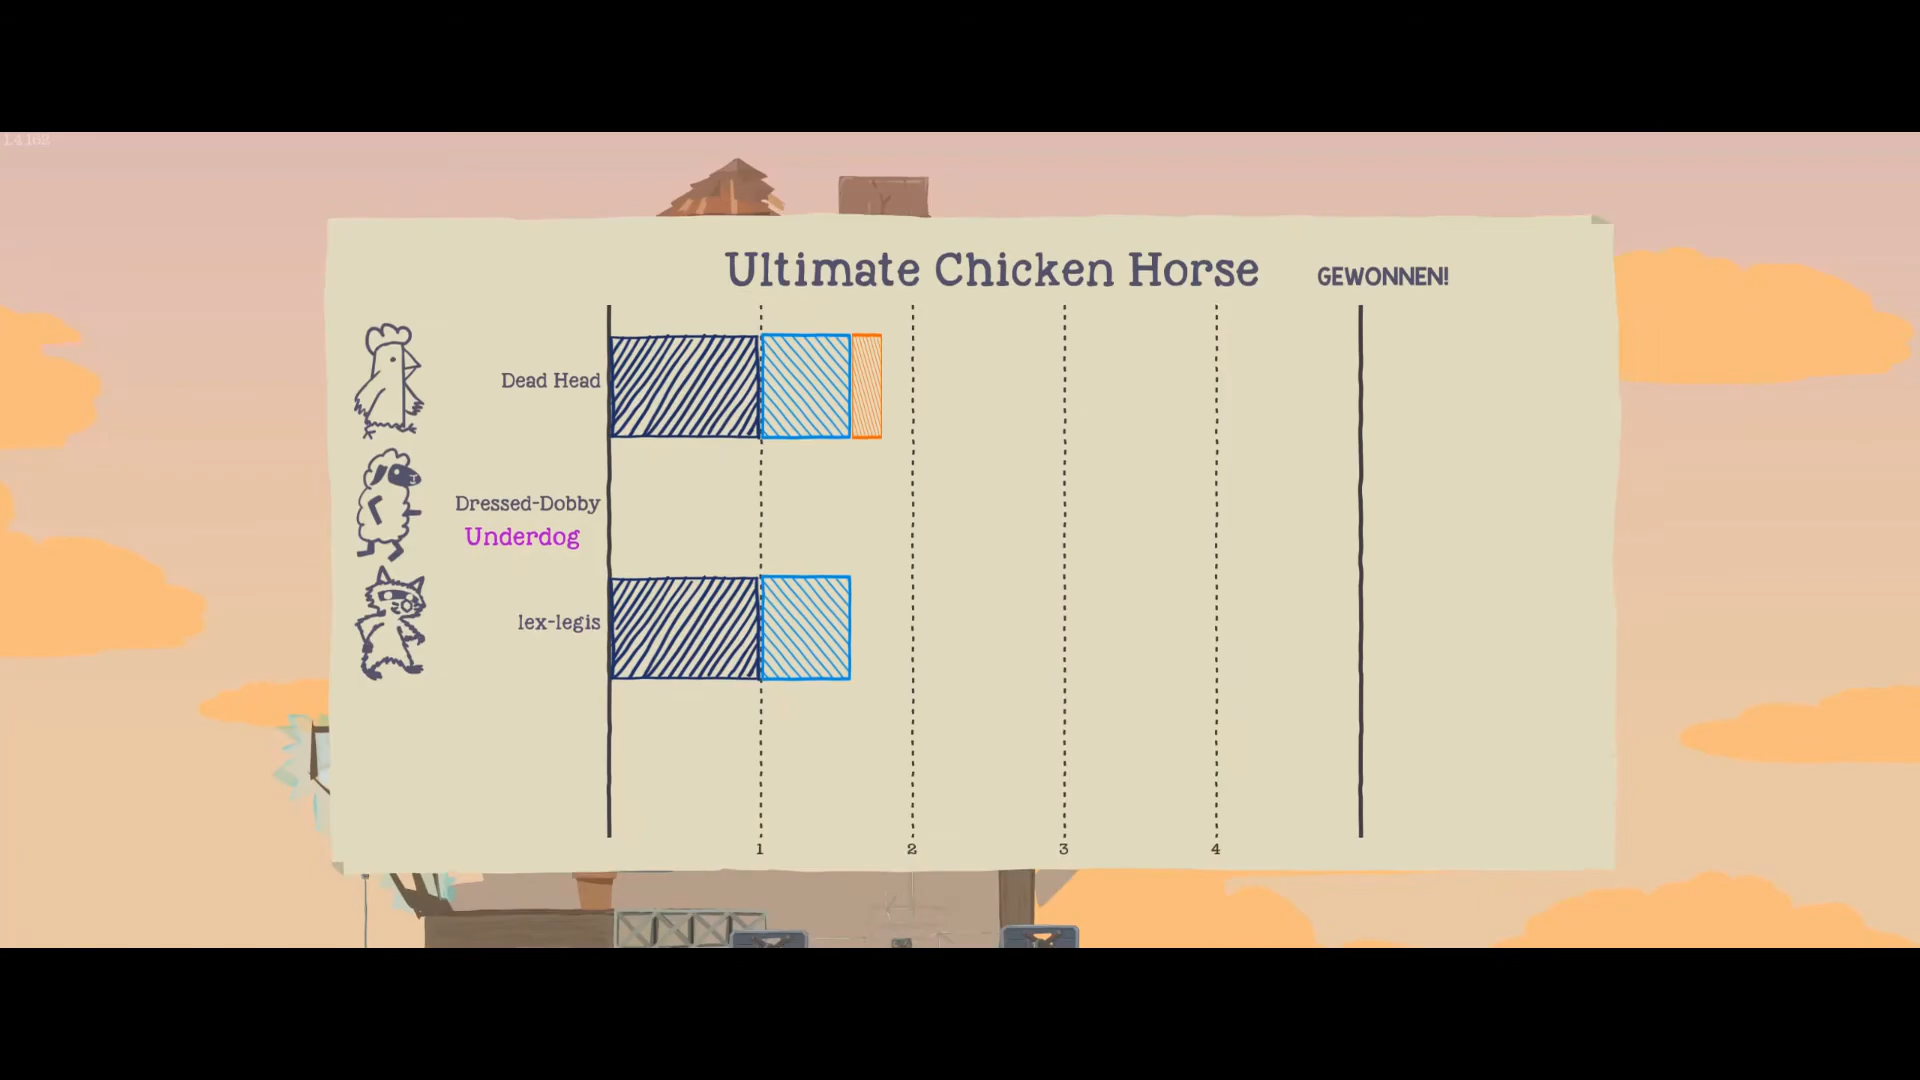 Ultimate Chicken Horse
GEWONNEN!
Dead Head
Dressed-Dobby
Underdog
lex-legis
1 2 3 4